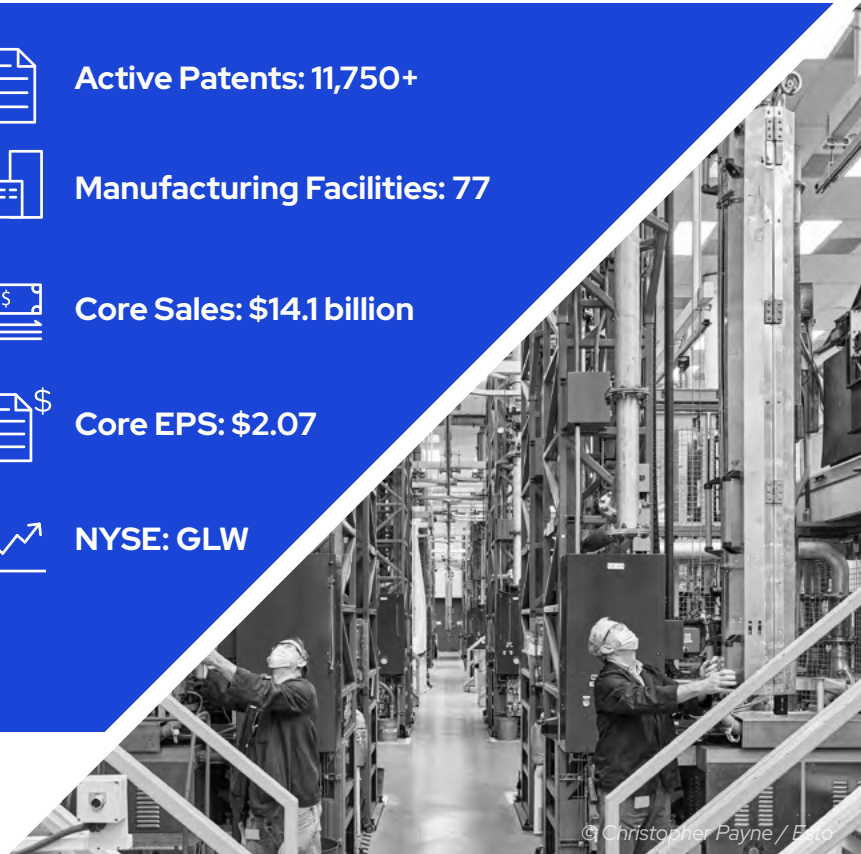 Active Patents: 11,750+
Manufacturing Facilities: 77
$
Core Sales: $14.1 billion
$
Core EPS: $2.07
NYSE: GLW
© Christopher Payne / Esto